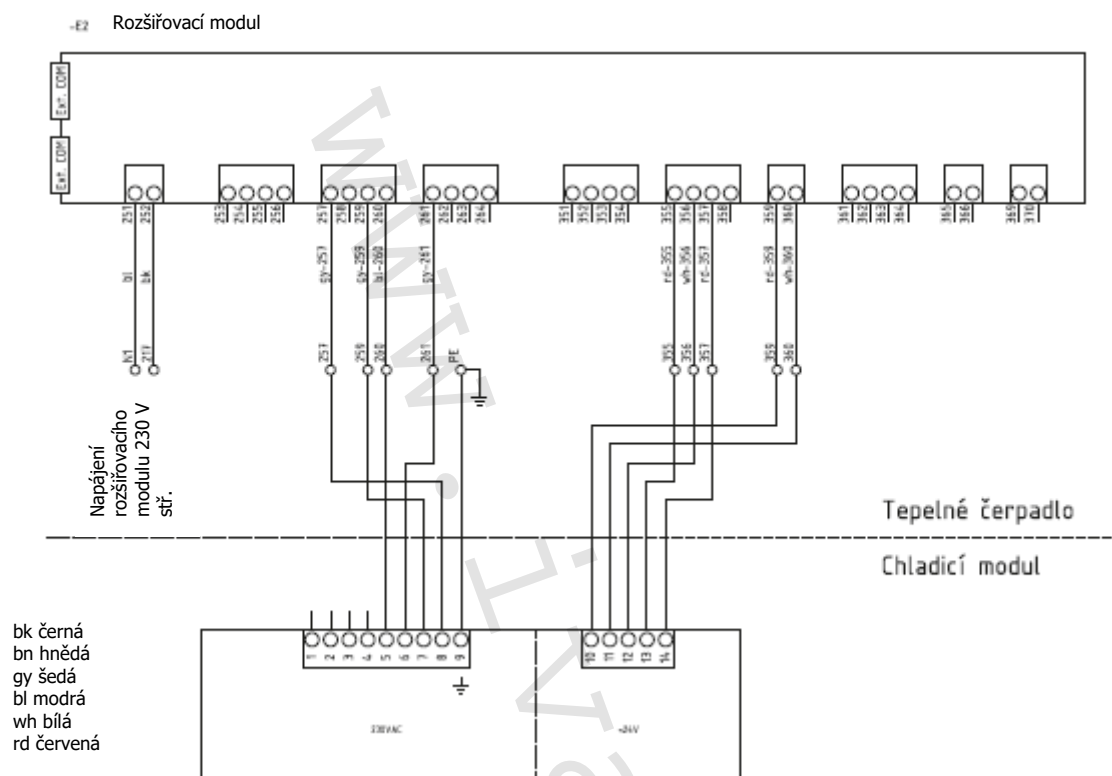 -E2 Rozšiřovací modul
Ext. COM
Ext. COM
251 252 253 254 255 256 257 258 259 260 261 262 263 264 351 352 353 354 355 356 357 358 359 360 361 362 363 364 365 366 369 370
bl bk gy-257 gy-259 bl-260 gy-261 rd-355 wh-356 rd-357 rd-359 wh-360
N1 217 257 259 260 261 PE 355 356 357 359 360
Napájení
rozšiřovacího
modulu 230 V
stř.
Tepelné čerpadlo
Chladicí modul
1 2 3 4 5 6 7 8 9 10 11 12 13 14
bk černá
bn hnědá
gy šedá
bl modrá
wh bílá
rd červená
230VAC
www.iva